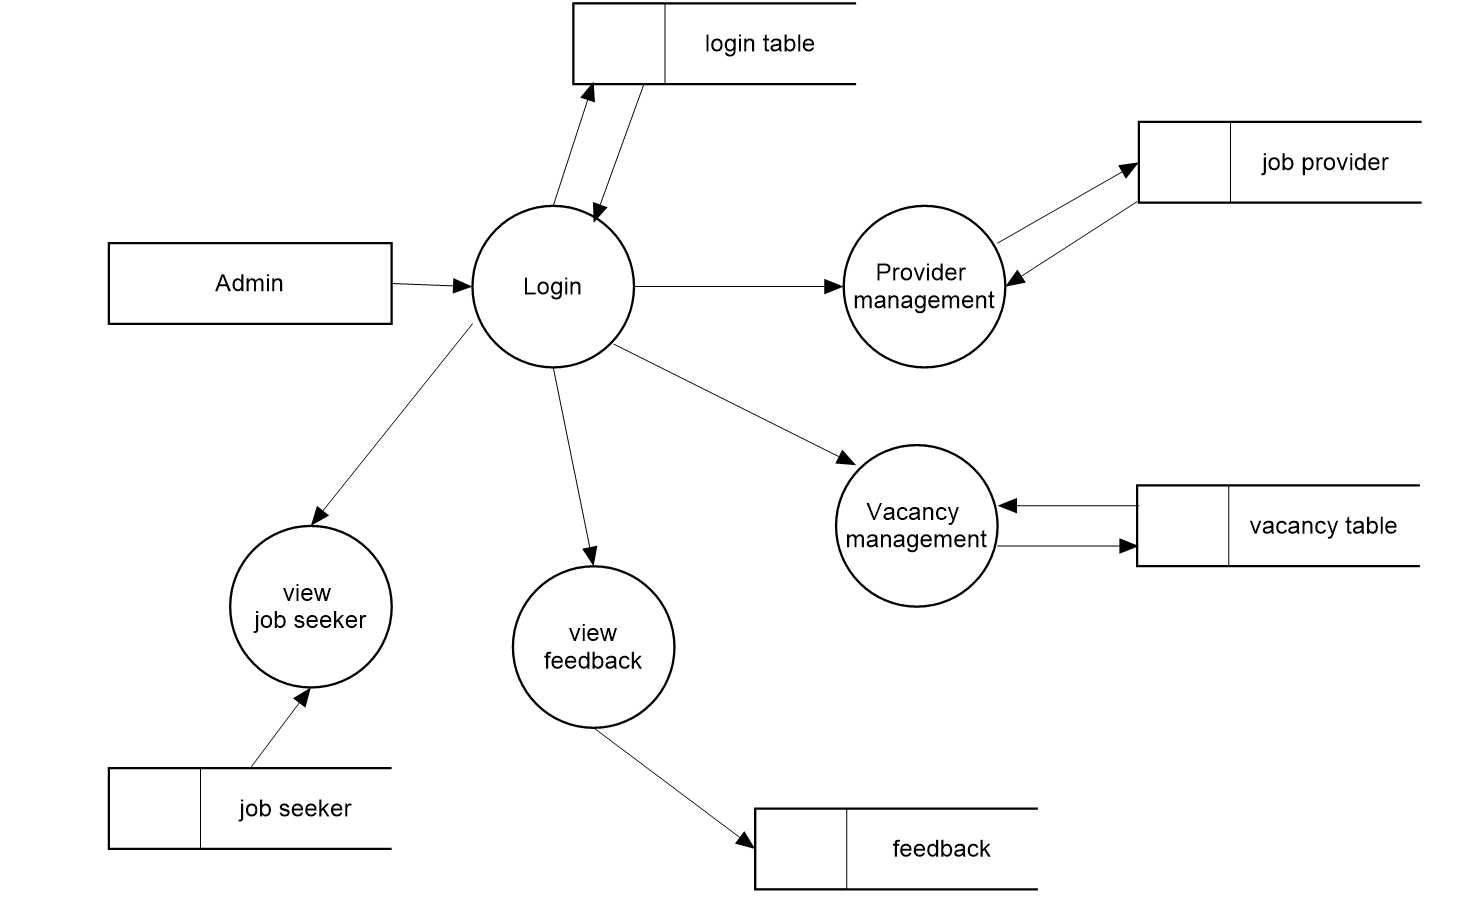 login table
job provider
Admin
Login
Provider
management
Vacancy
management
vacancy table
view
job seeker
view
feedback
job seeker
feedback